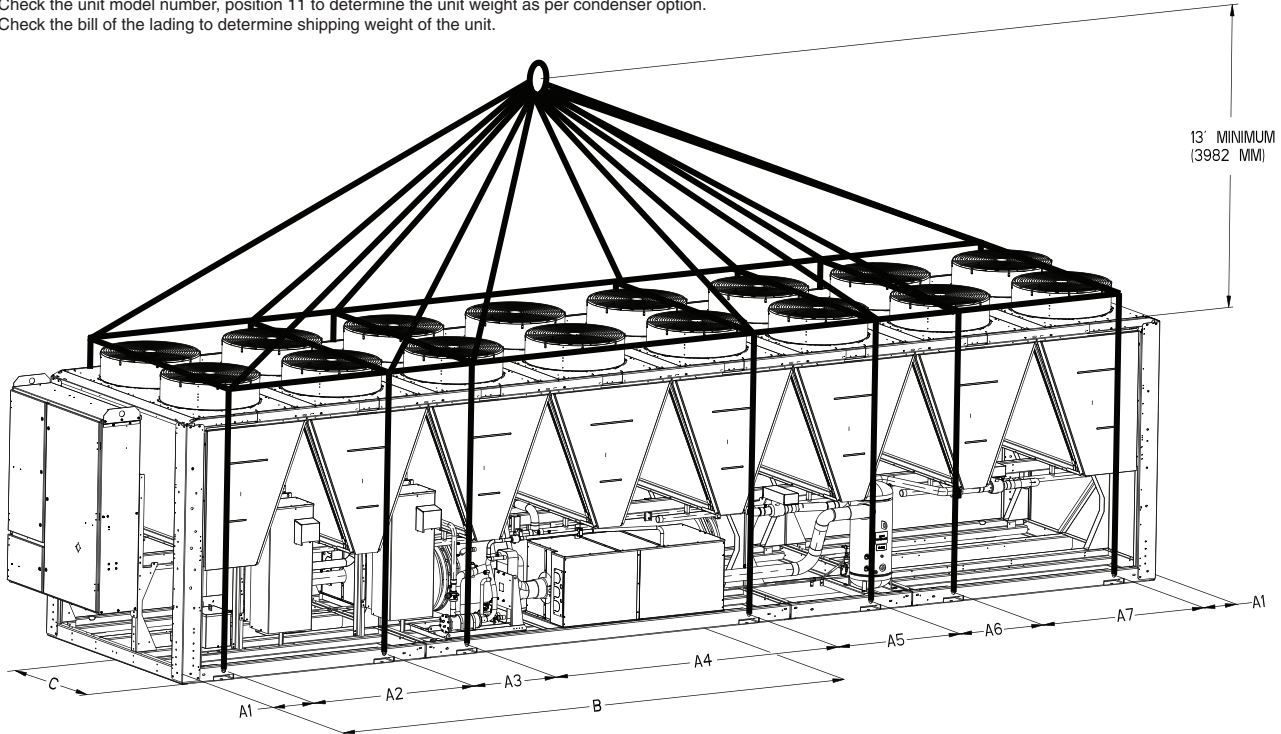 Check the unit model number, position 11 to determine the unit weight as per condenser option.
Check the bill of the lading to determine shipping weight of the unit.
13' MINIMUM
(3982 MM)
A1
A7
A6
A5
A4
B
A3
A2
A1
C